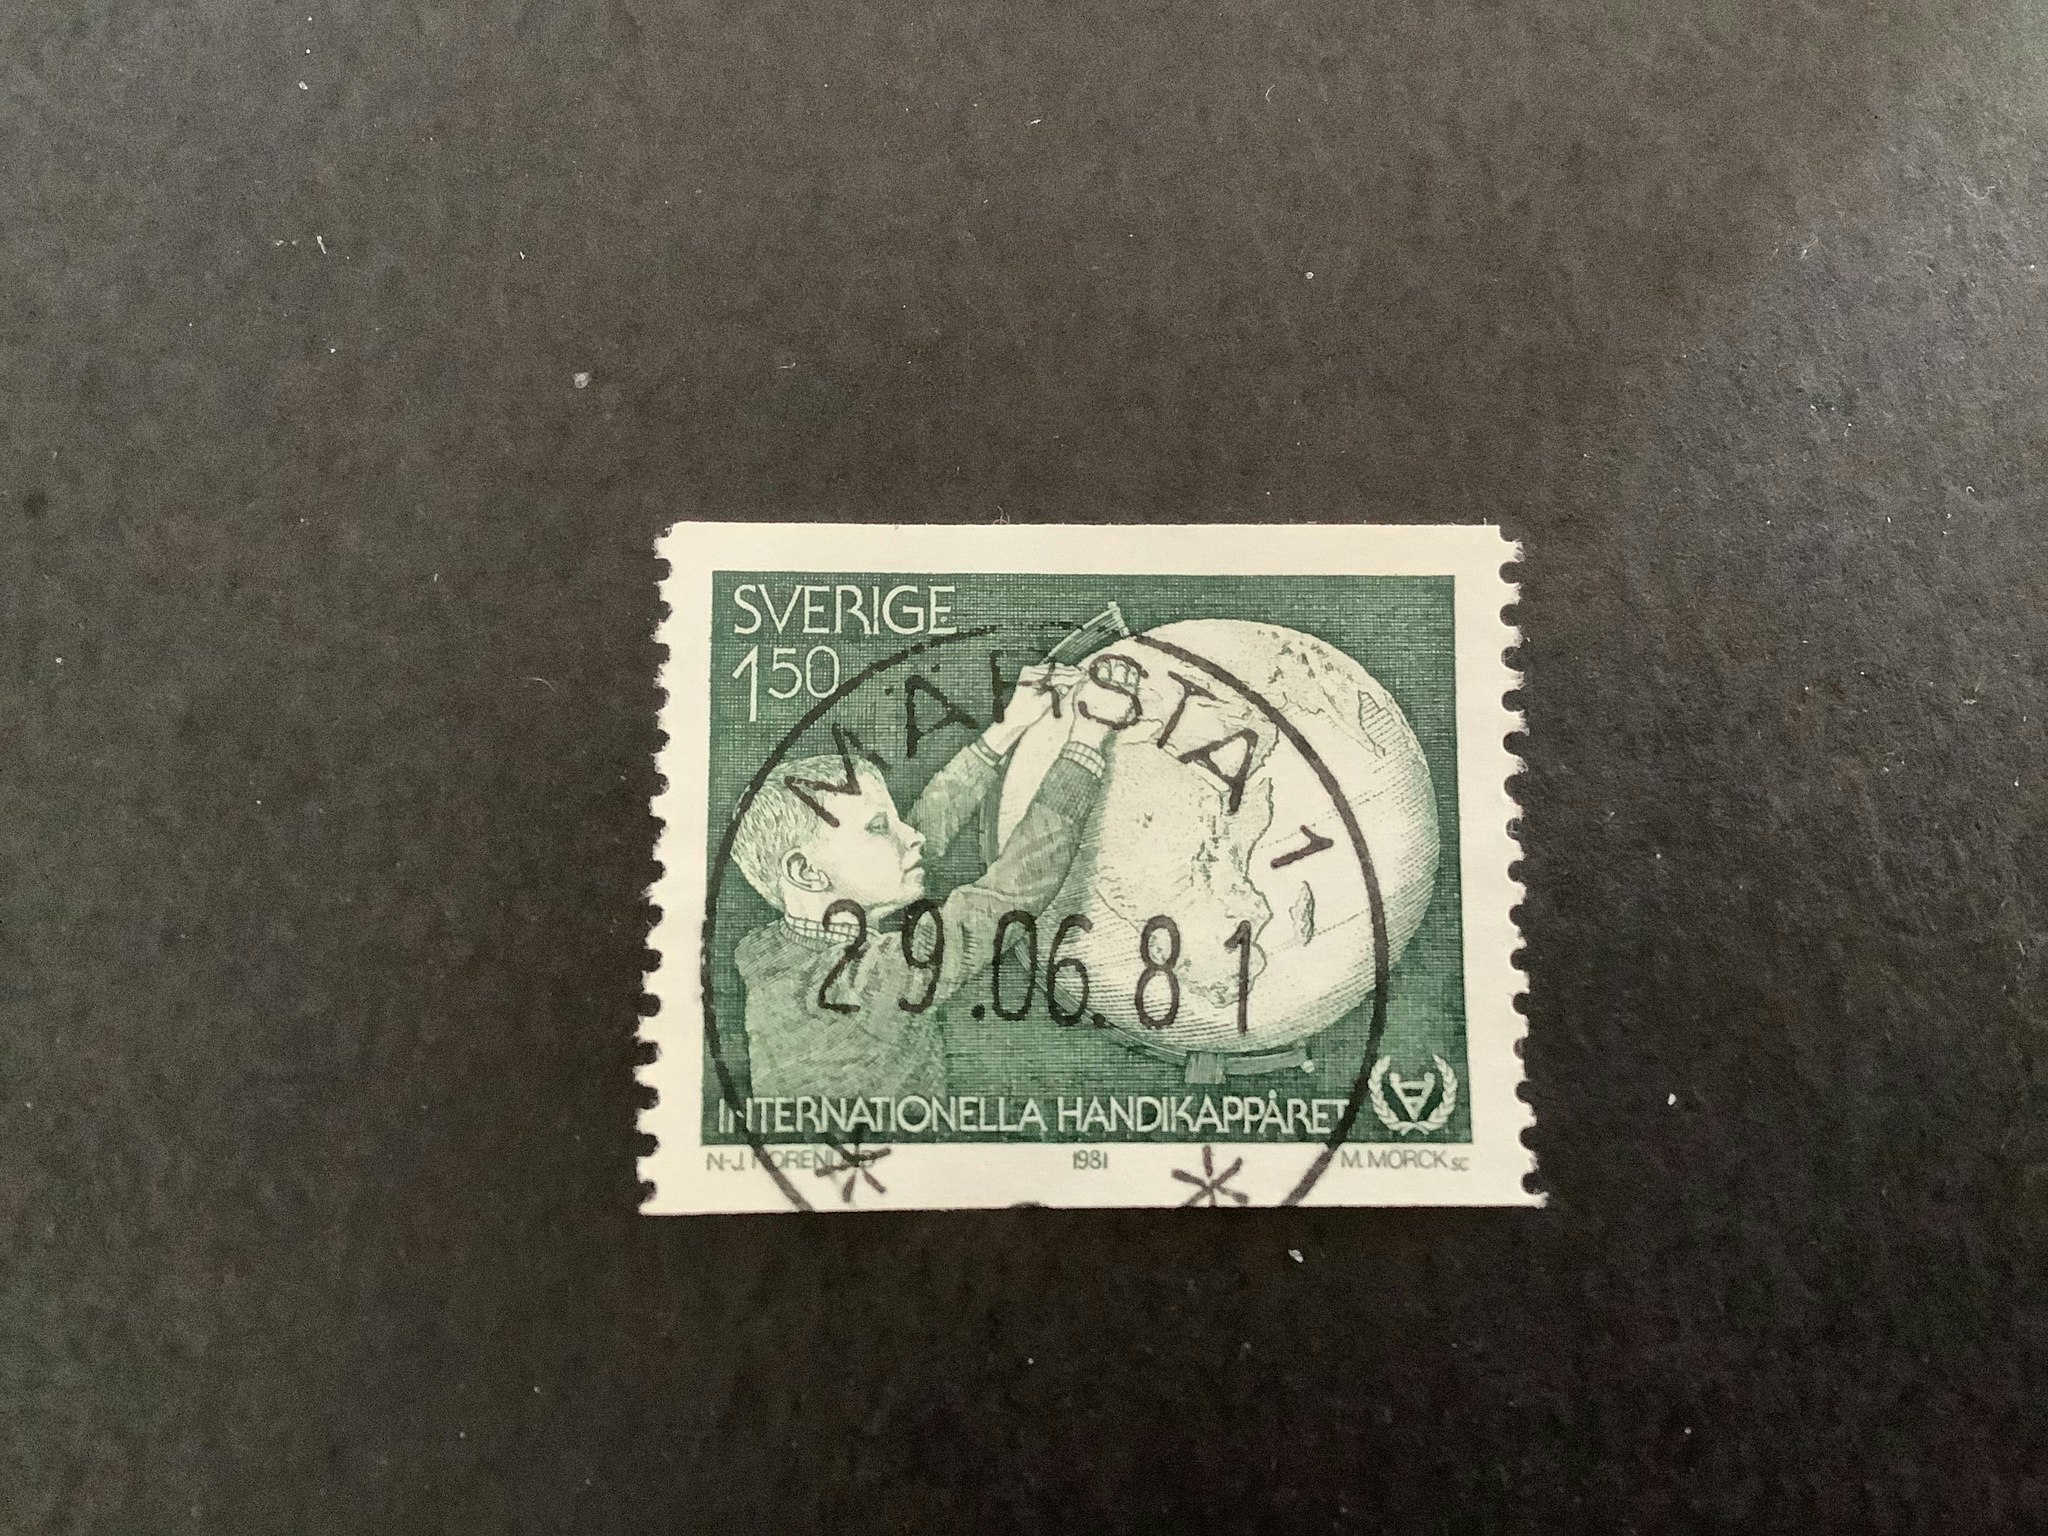 SVERIGE
1 50
MÄRSTA 1
29.06.81
INTERNATIONELLA HANDIKAPPÅRET
1981
M. MORCK sc